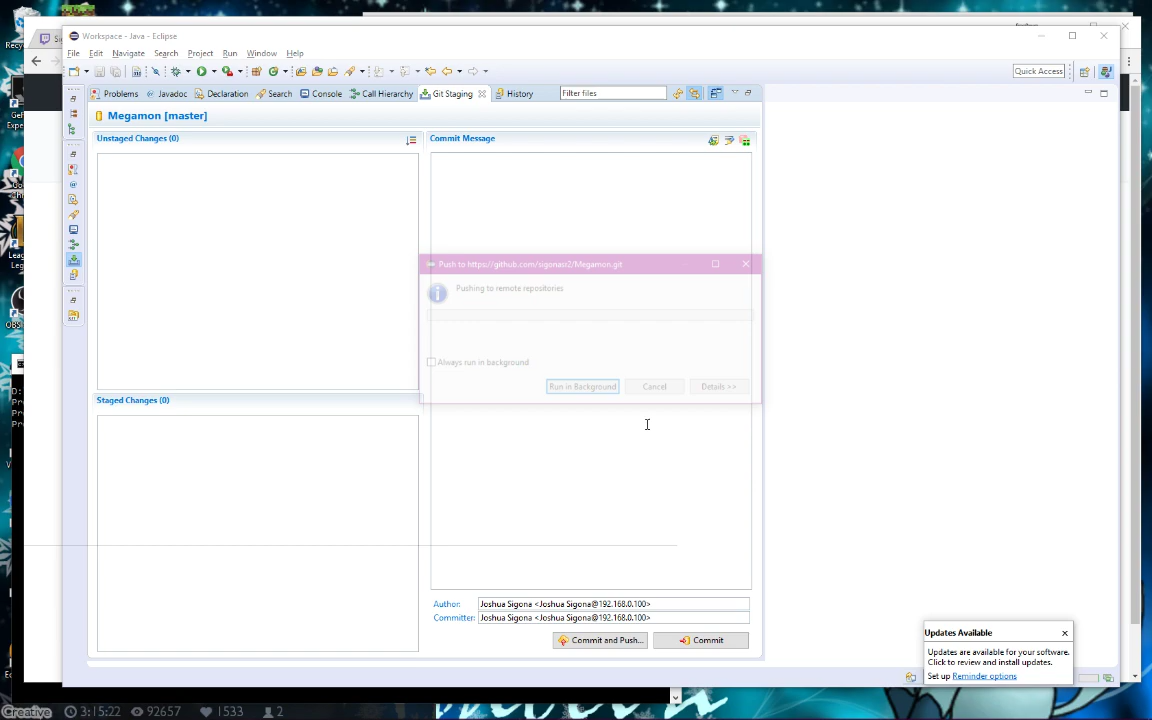 Workspace - Java - Eclipse
File Edit Navigate Search Project Run Window Help
Quick Access
Problems @ Javadoc Declaration Search Console Call Hierarchy Git Staging History Filter files
Megamon [master]
Unstaged Changes (0)
Commit Message
Push to https://github.com/sigonasr2/Megamon.git
Pushing to remote repositories
Always run in background
Run in Background Cancel Details >>
Staged Changes (0)
Author: Joshua Sigona <Joshua Sigona@192.168.0.100>
Committer: Joshua Sigona <Joshua Sigona@192.168.0.100>
Commit and Push... Commit
Updates Available
Updates are available for your software.
Click to review and install updates.
Set up Reminder options
Creative 3:15:22 92657 1533 2